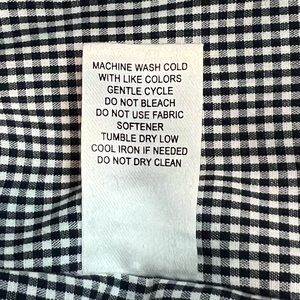 MACHINE WASH COLD
WITH LIKE COLORS
GENTLE CYCLE
DO NOT BLEACH
DO NOT USE FABRIC
SOFTENER
TUMBLE DRY LOW
COOL IRON IF NEEDED
DO NOT DRY CLEAN